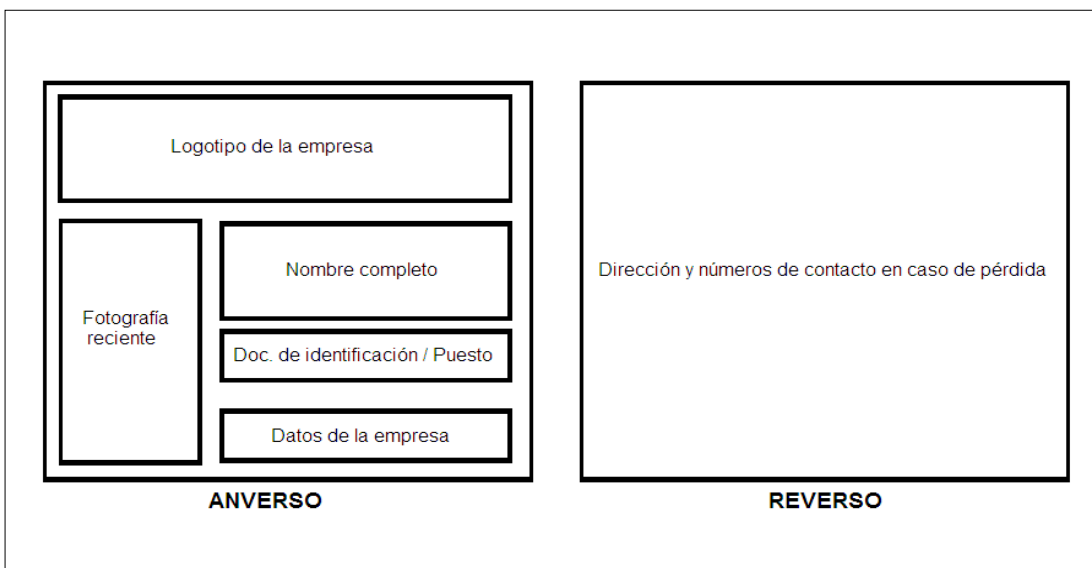 Logotipo de la empresa
Fotografía
reciente
Nombre completo
Doc. de identificación / Puesto
Datos de la empresa
ANVERSO
Dirección y números de contacto en caso de pérdida
REVERSO